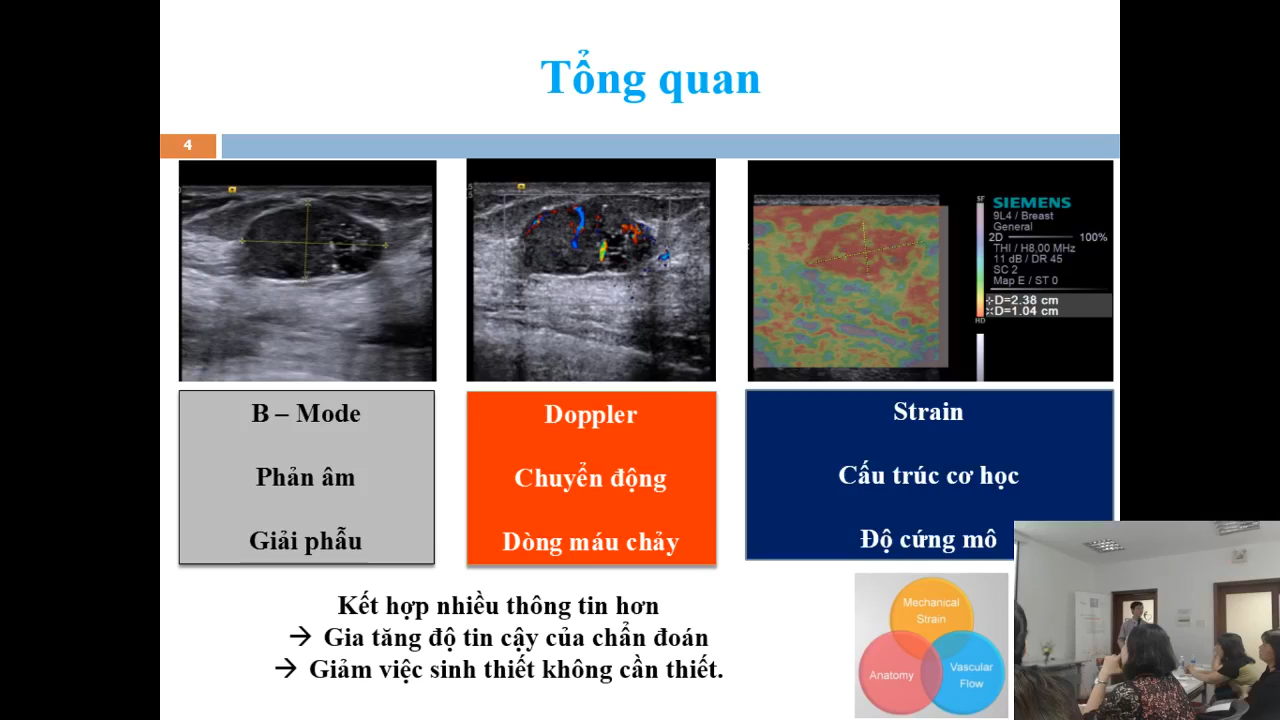 Tổng quan
4
SF
SIEMENS
9L4 / Breast
General
2D 100%
THI / H8.00 MHz
11 dB / DR 45
SC 2
Map E / ST 0
D=2.38 cm
D=1.04 cm
HD
B – Mode
Phản âm
Giải phẫu
Doppler
Chuyển động
Dòng máu chảy
Strain
Cấu trúc cơ học
Độ cứng mô
Kết hợp nhiều thông tin hơn
→ Gia tăng độ tin cậy của chẩn đoán
→ Giảm việc sinh thiết không cần thiết.
Mechanical
Strain
Anatomy
Vascular
Flow